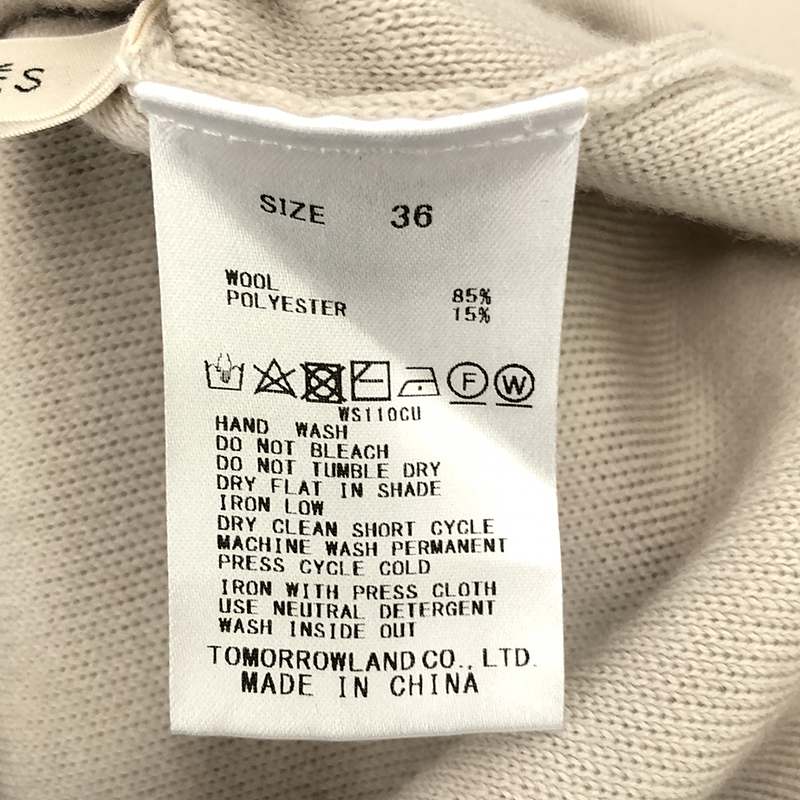 ÉS
SIZE 36
WOOL 85%
POLYESTER 15%
F W
WS110CU
HAND WASH
DO NOT BLEACH
DO NOT TUMBLE DRY
DRY FLAT IN SHADE
IRON LOW
DRY CLEAN SHORT CYCLE
MACHINE WASH PERMANENT
PRESS CYCLE COLD
IRON WITH PRESS CLOTH
USE NEUTRAL DETERGENT
WASH INSIDE OUT
TOMORROWLAND CO., LTD.
MADE IN CHINA